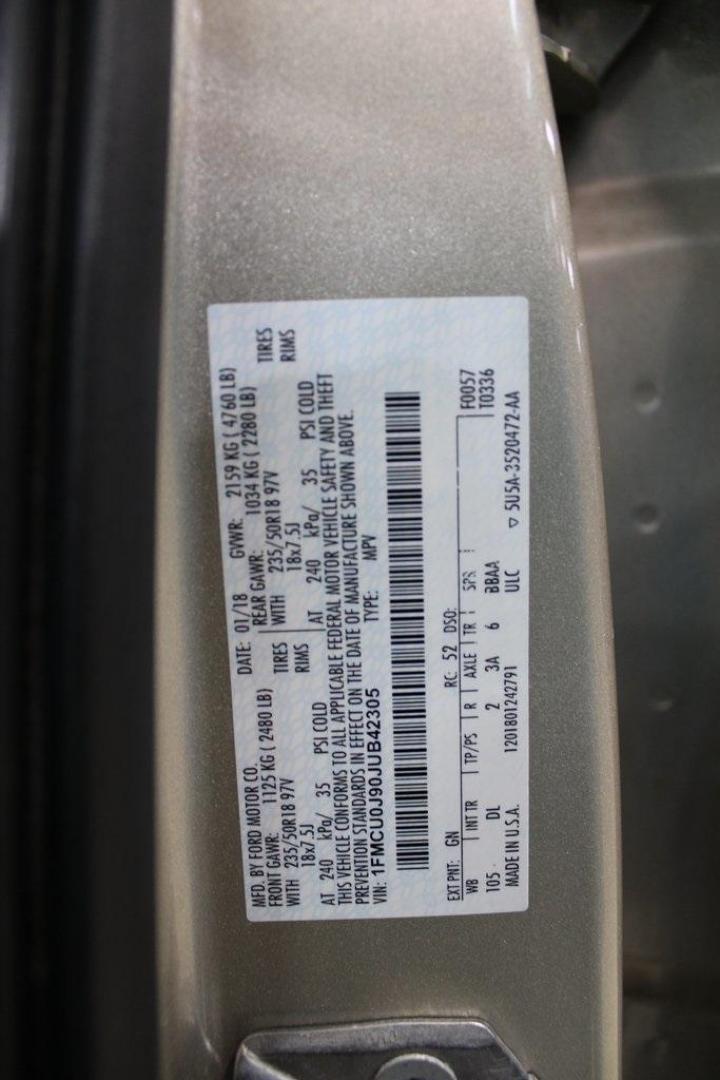 MFD. BY FORD MOTOR CO.
DATE: 01/18 GVWR: 2159 KG ( 4760 LB)
FRONT GAWR: 1125 KG ( 2480 LB)
REAR GAWR: 1034 KG ( 2280 LB)
WITH 235/50R18 97V TIRES
WITH 235/50R18 97V TIRES
18x7.5J RIMS
18x7.5J RIMS
AT 240 kPa/ 35 PSI COLD
AT 240 kPa/ 35 PSI COLD
THIS VEHICLE CONFORMS TO ALL APPLICABLE FEDERAL MOTOR VEHICLE SAFETY AND THEFT
PREVENTION STANDARDS IN EFFECT ON THE DATE OF MANUFACTURE SHOWN ABOVE.
VIN: 1FMCU0J90JUB42305 TYPE: MPV
EXT PNT: GN RC: 52 DSO: F0057
WB INT TR TP/PS R AXLE TR SPR T0336
105 DL 2 3A 6 BBAA
MADE IN U.S.A. 1201801242791 ULC ▽ 5U5A-3520472-AA